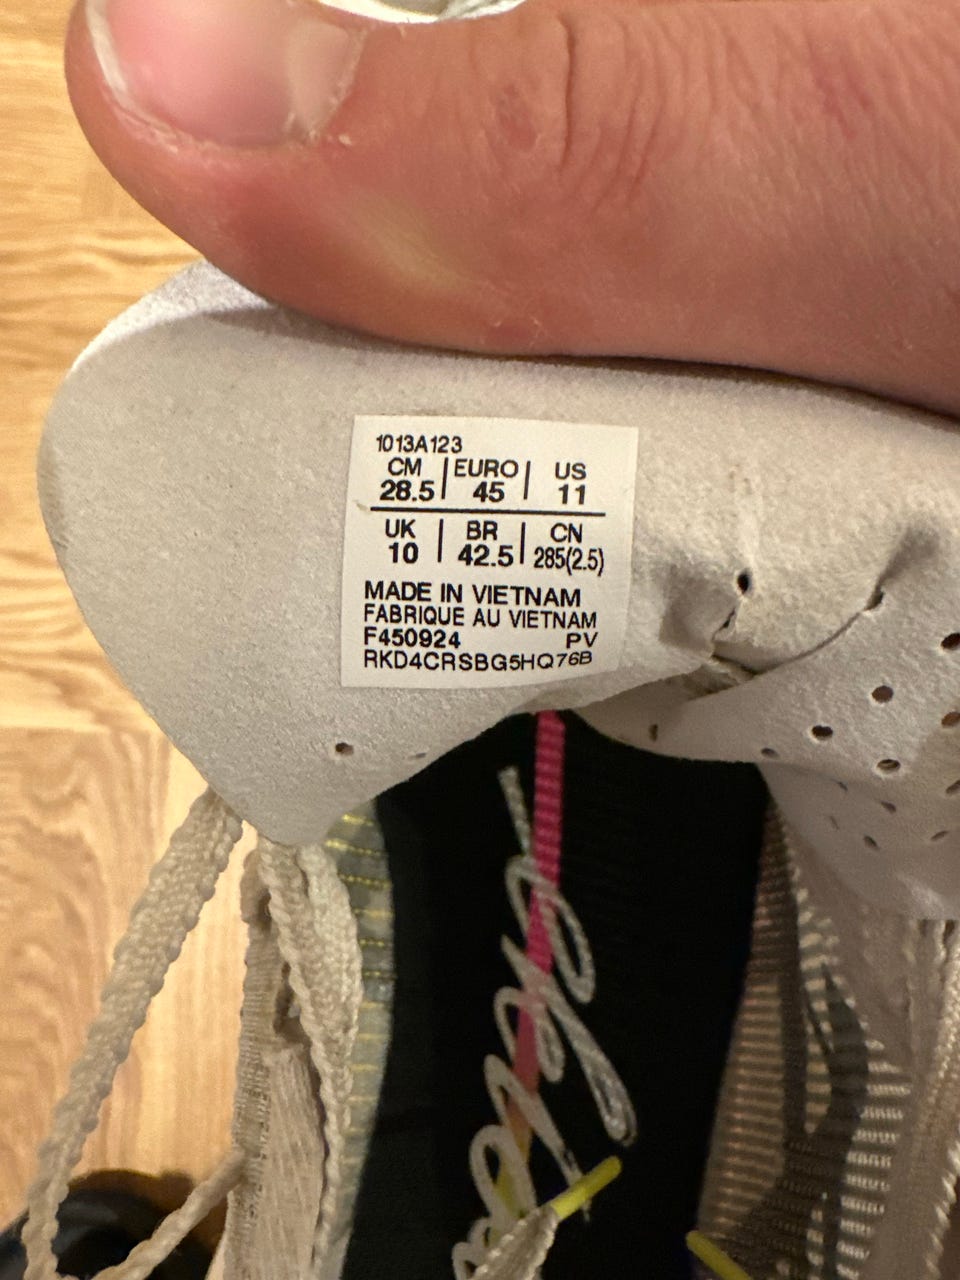 1013A123
CM | EURO | US
28.5 | 45 | 11
UK | BR | CN
10 | 42.5 | 285(2.5)
MADE IN VIETNAM
FABRIQUE AU VIETNAM
F450924 PV
RKD4CRSBG5HQ76B